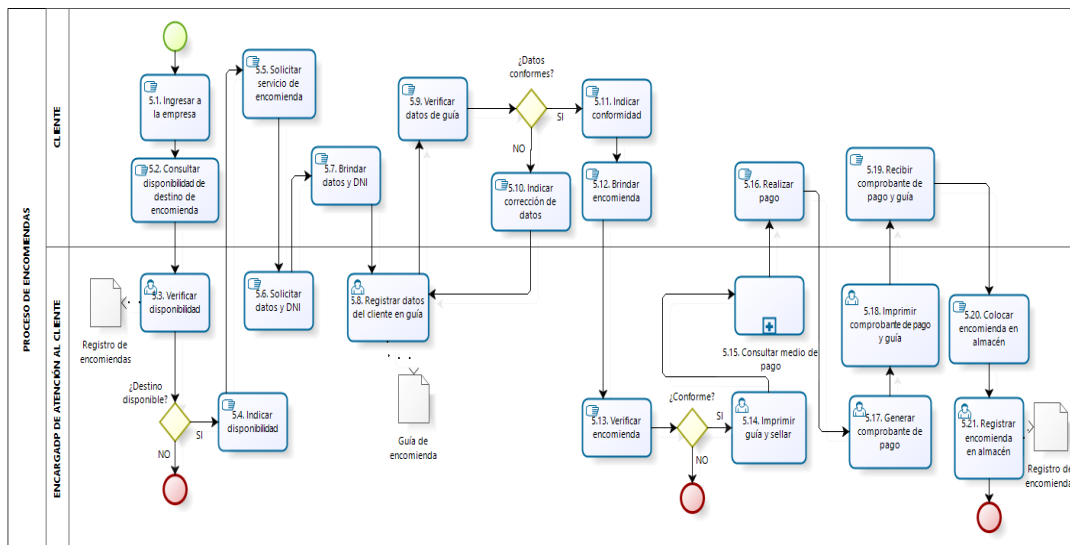 PROCESO DE ENCOMIENDAS
CLIENTE
5.1. Ingresar a
la empresa
5.2. Consultar
disponibilidad de
destino de
encomienda
5.5. Solicitar
servicio de
encomienda
5.7. Brindar
datos y DNI
5.9. Verificar
datos de guía
¿Datos
conformes?
SI
NO
5.10. Indicar
corrección de
datos
5.11. Indicar
conformidad
5.12. Brindar
encomienda
5.16. Realizar
pago
5.19. Recibir
comprobante de
pago y guía
ENCARGADP DE ATENCIÓN AL CLIENTE
5.3. Verificar
disponibilidad
Registro de
encomiendas
¿Destino
disponible?
SI
NO
5.4. Indicar
disponibilidad
5.6. Solicitar
datos y DNI
5.8. Registrar datos
del cliente en guía
Guía de
encomienda
5.13. Verificar
encomienda
¿Conforme?
SI
NO
5.14. Imprimir
guía y sellar
5.15. Consultar medio de
pago
5.18. Imprimir
comprobante de pago
y guía
5.17. Generar
comprobante de
pago
5.20. Colocar
encomienda en
almacén
5.21. Registrar
encomienda
en almacén
Registro de
encomienda